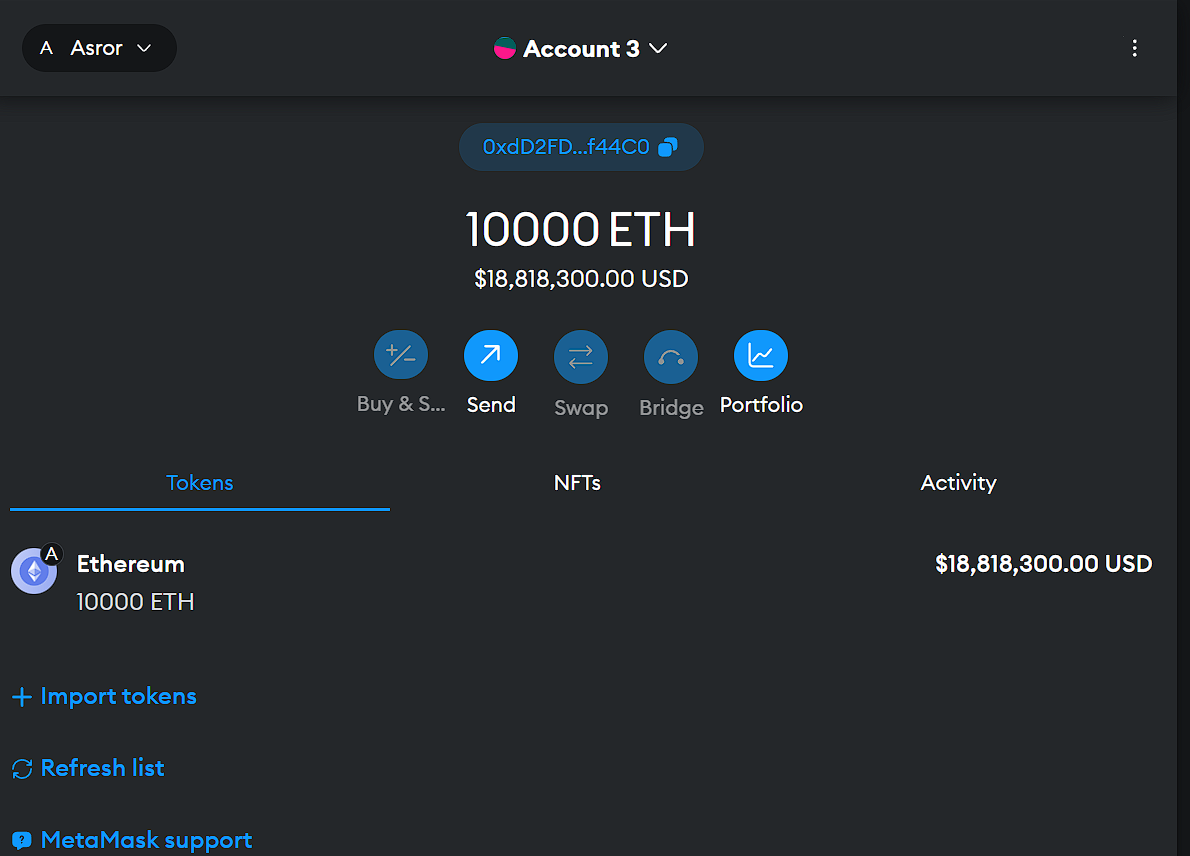 A Asror
Account 3
0xdD2FD...f44C0
10000 ETH
$18,818,300.00 USD
Buy & S... Send Swap Bridge Portfolio
Tokens NFTs Activity
A
Ethereum $18,818,300.00 USD
10000 ETH
+ Import tokens
Refresh list
? MetaMask support